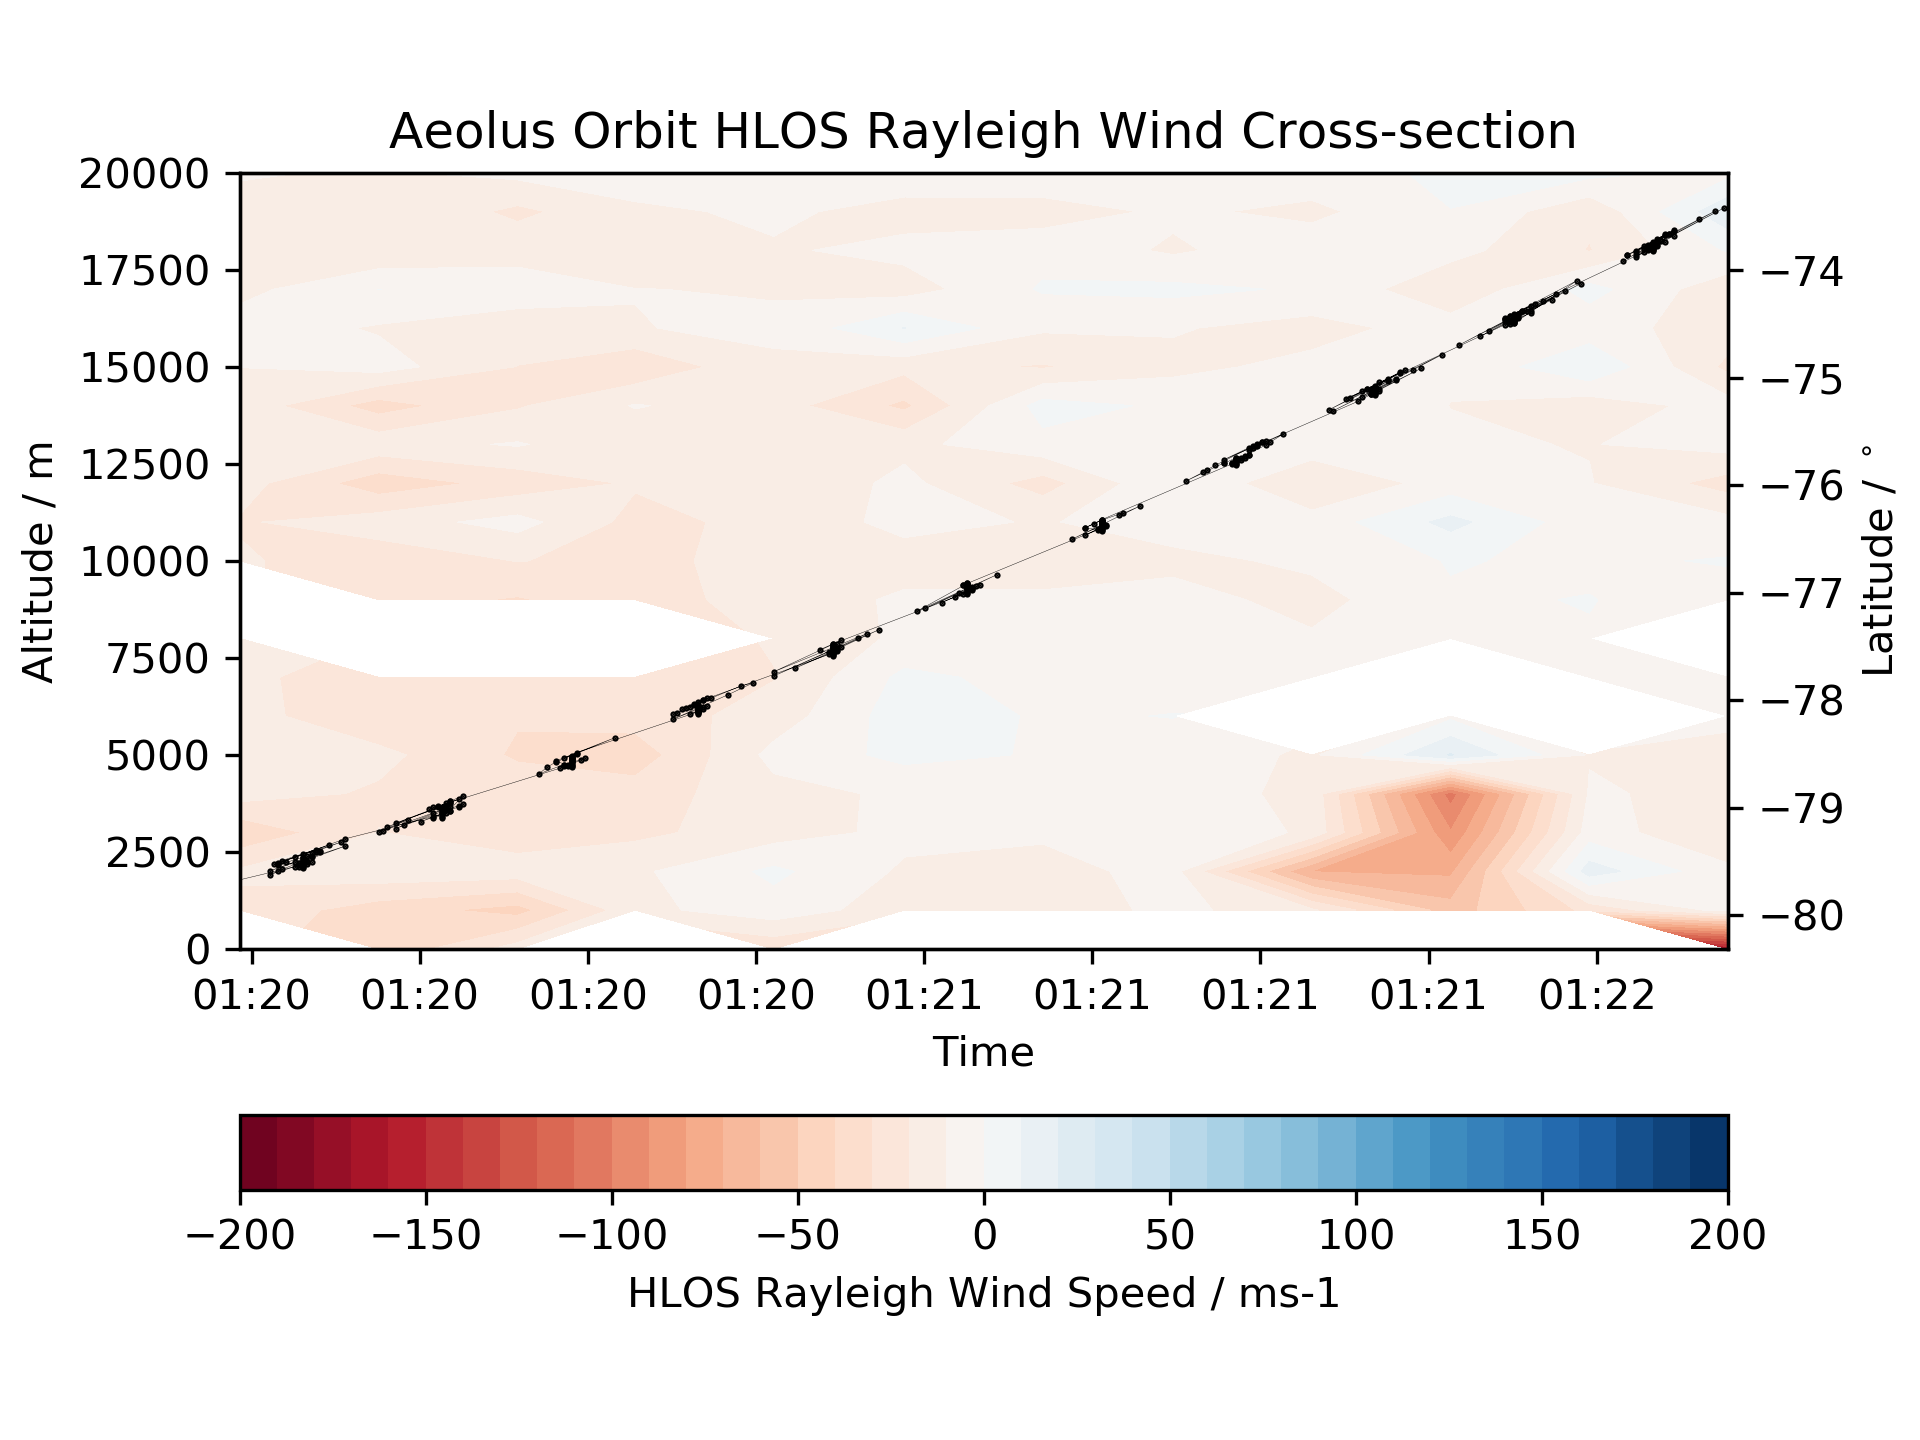 Aeolus Orbit HLOS Rayleigh Wind Cross-section
20000
17500
15000
12500
10000
7500
5000
2500
0
Altitude / m
−74
−75
−76
−77
−78
−79
−80
Latitude / °
01:20 01:20 01:20 01:20 01:21 01:21 01:21 01:21 01:22
Time
−200 −150 −100 −50 0 50 100 150 200
HLOS Rayleigh Wind Speed / ms-1